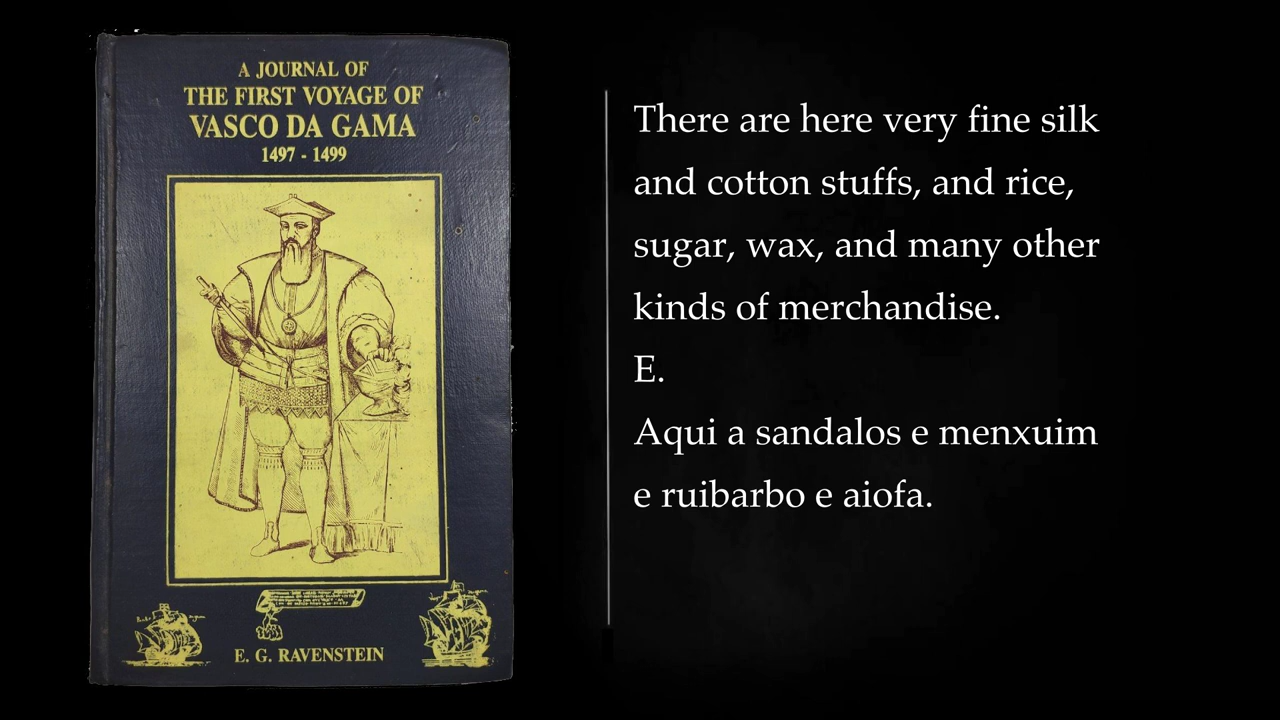 A JOURNAL OF
THE FIRST VOYAGE OF
VASCO DA GAMA
1497 - 1499
E. G. RAVENSTEIN
There are here very fine silk
and cotton stuffs, and rice,
sugar, wax, and many other
kinds of merchandise.
E.
Aqui a sandalos e menxuim
e ruibarbo e aiofa.